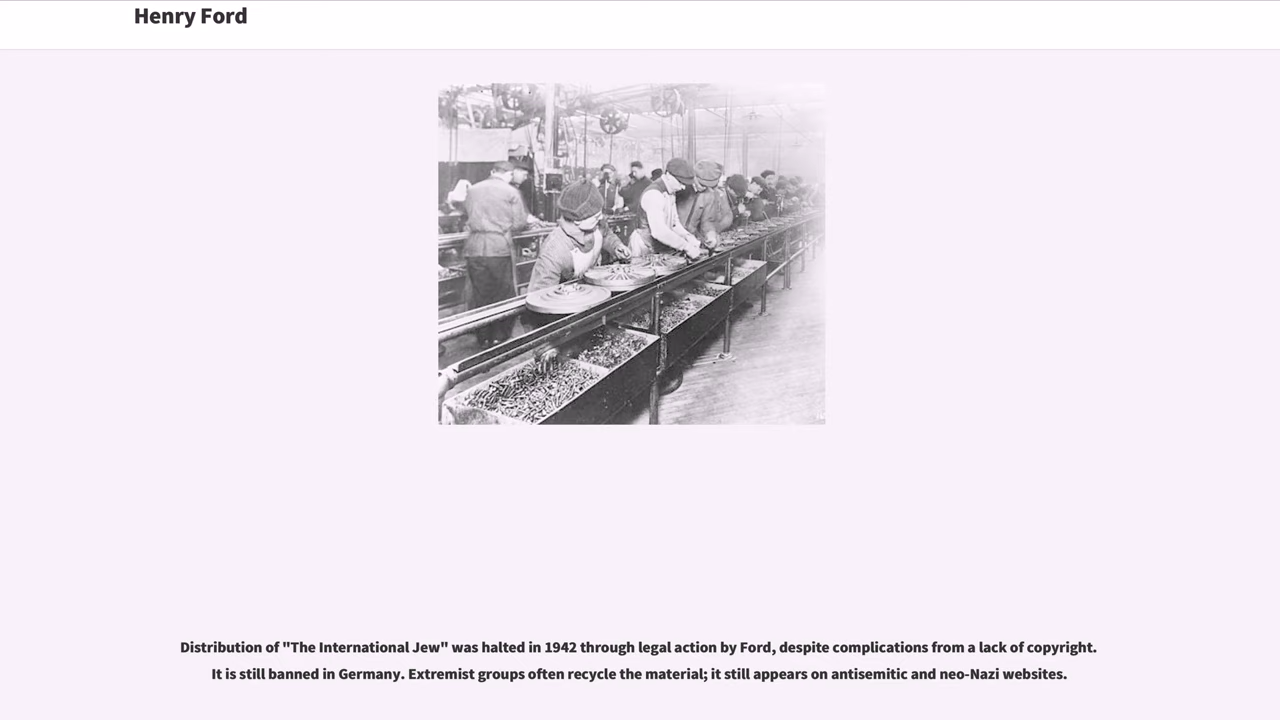 Henry Ford
Distribution of "The International Jew" was halted in 1942 through legal action by Ford, despite complications from a lack of copyright.
It is still banned in Germany. Extremist groups often recycle the material; it still appears on antisemitic and neo-Nazi websites.